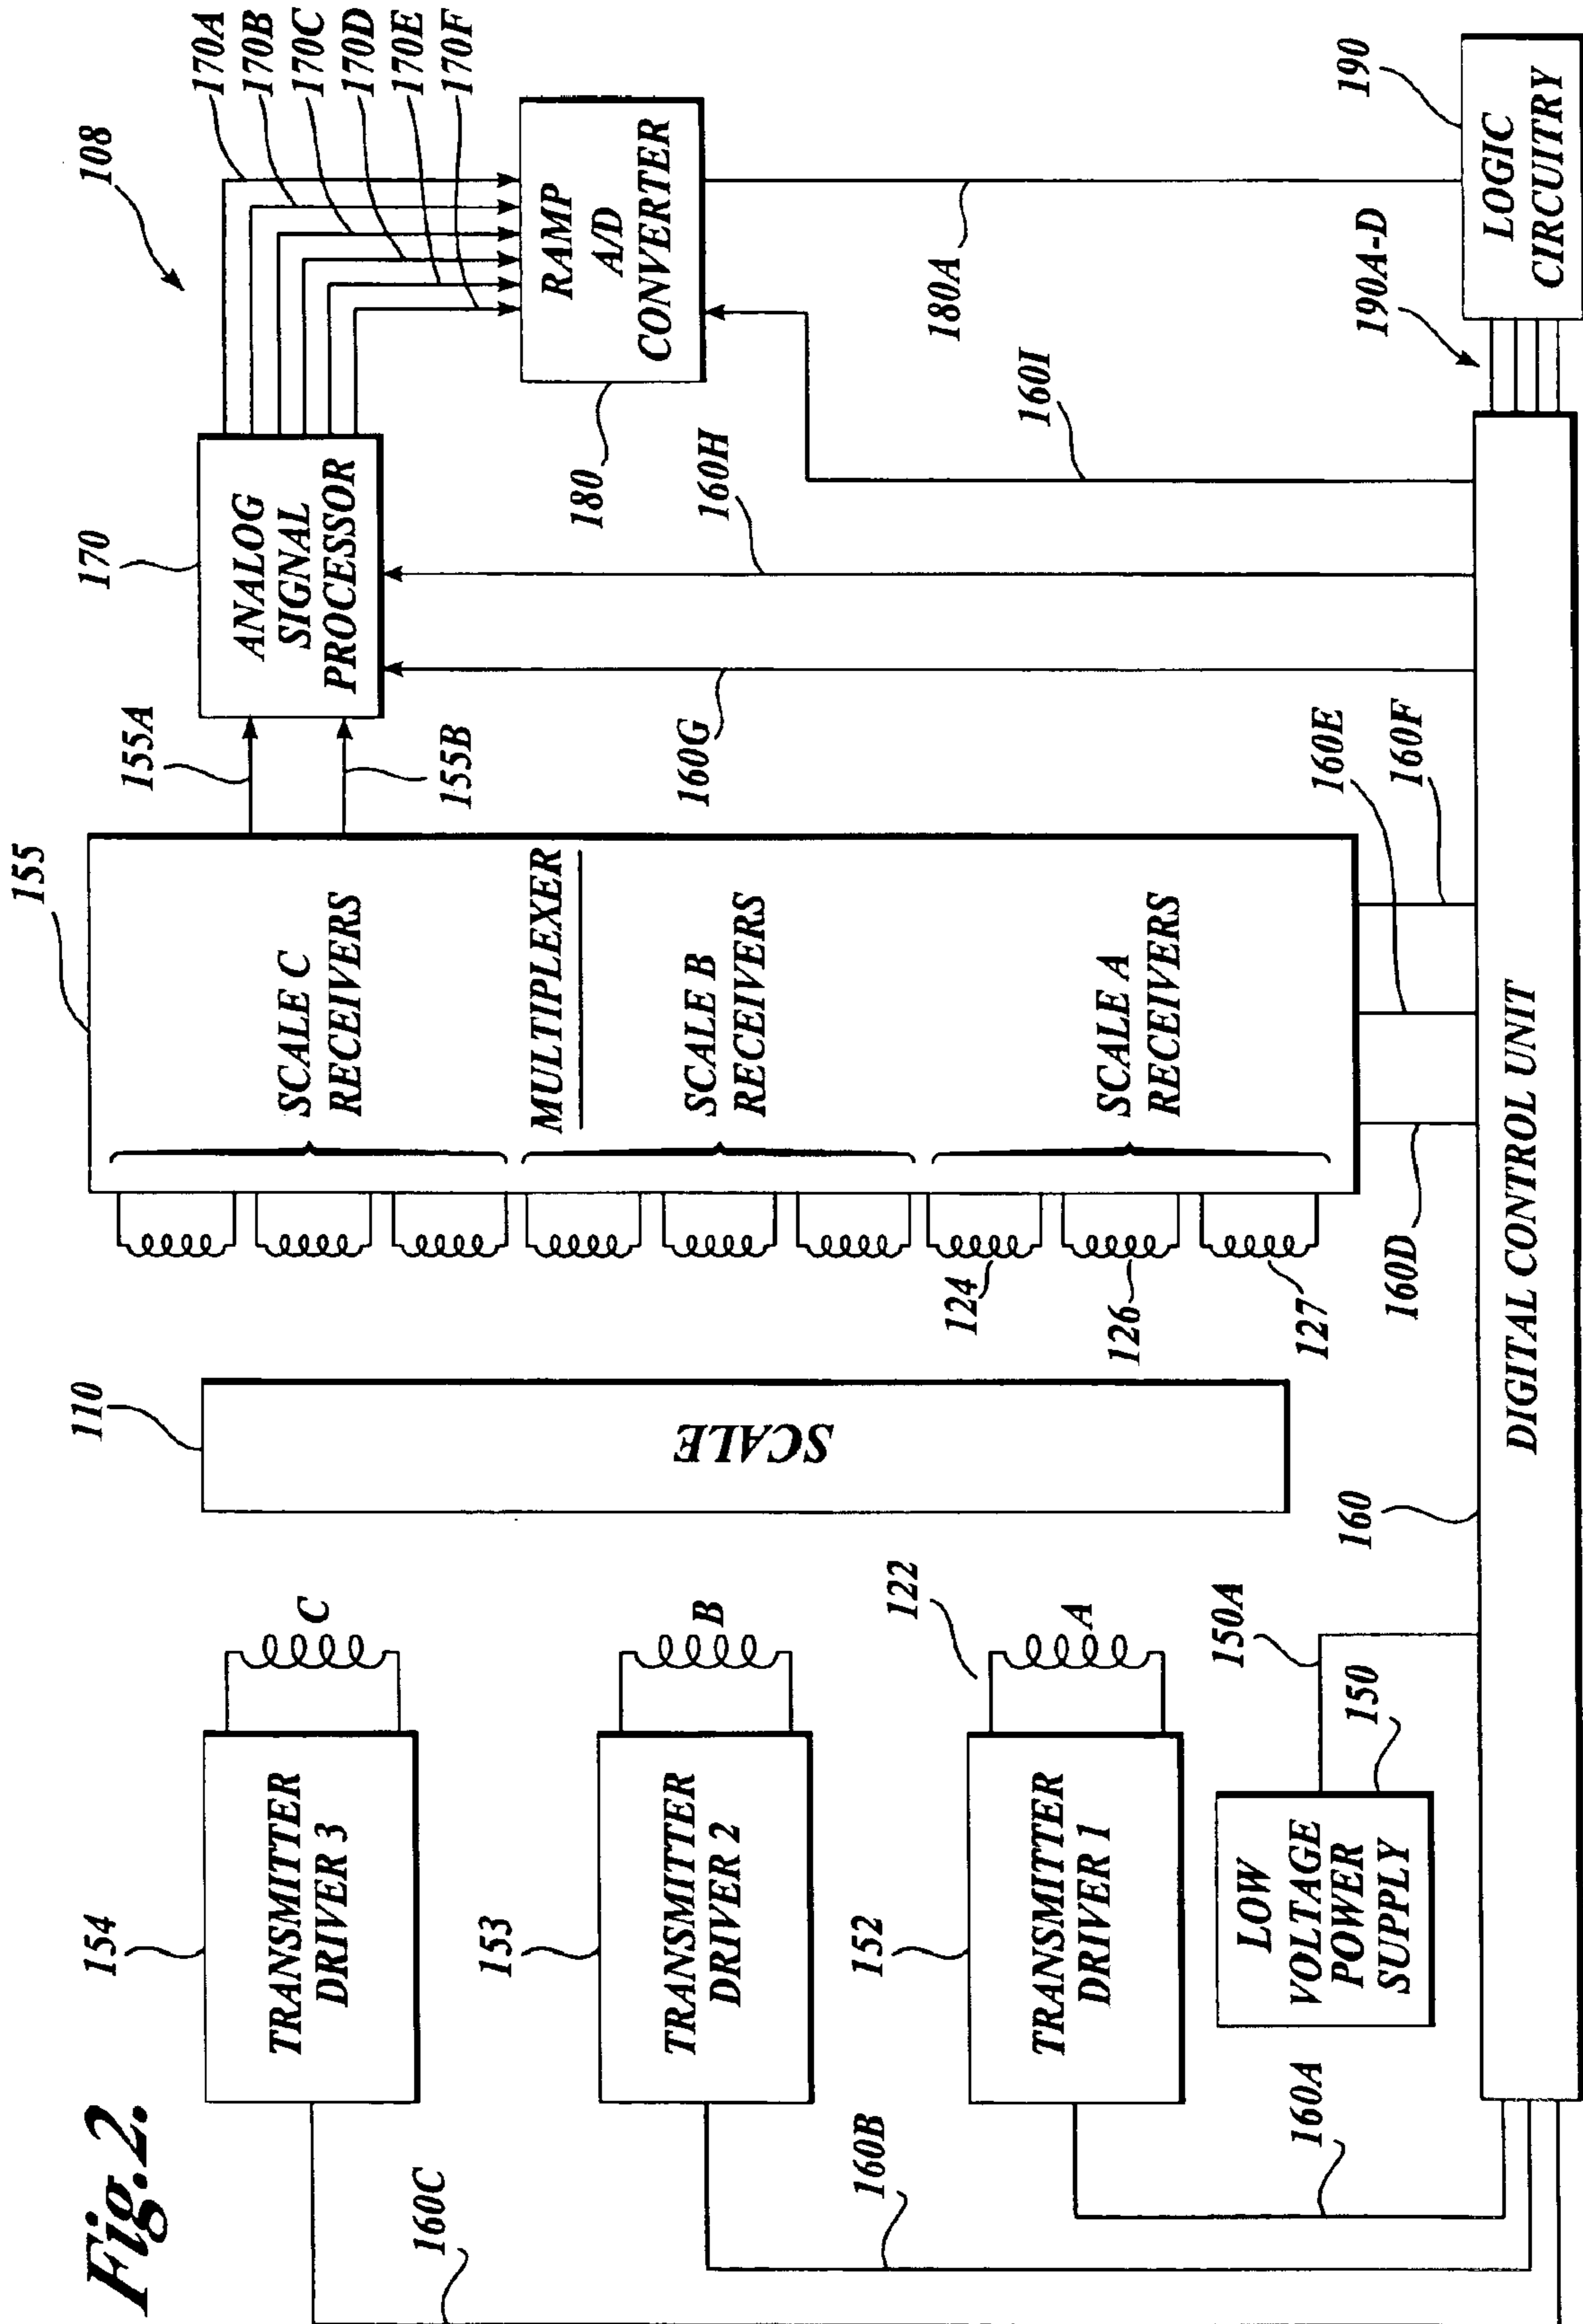 Fig.2.
154
TRANSMITTER
DRIVER 3
C
160C
153
TRANSMITTER
DRIVER 2
B
160B
152
TRANSMITTER
DRIVER 1
122
A
160A
LOW
VOLTAGE
POWER
SUPPLY
150A
150
160
DIGITAL CONTROL UNIT
110
SCALE
124
126
127
155
SCALE C
RECEIVERS
MULTIPLEXER
SCALE B
RECEIVERS
SCALE A
RECEIVERS
160D
160E
160F
155A
155B
170
ANALOG
SIGNAL
PROCESSOR
160G
160H
160I
108
170A
170B
170C
170D
170E
170F
RAMP
A/D
CONVERTER
180
180A
190A-D
190
LOGIC
CIRCUITRY